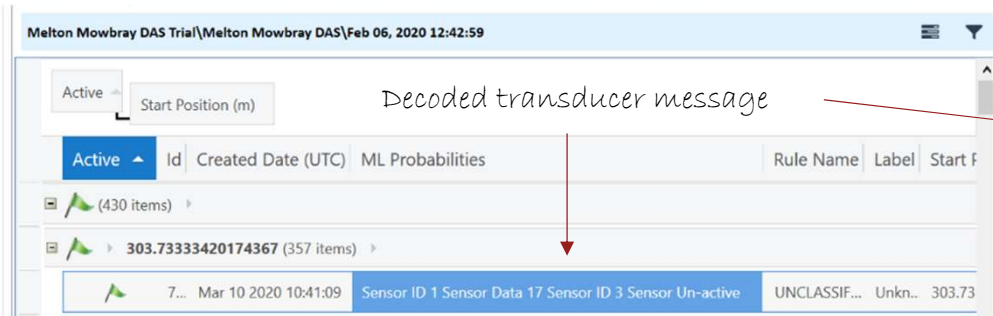 Melton Mowbray DAS Trial\Melton Mowbray DAS\Feb 06, 2020 12:42:59
Active
Start Position (m)
Decoded transducer message
Active Id Created Date (UTC) ML Probabilities Rule Name Label Start
(430 items)
303.73333420174367 (357 items)
7... Mar 10 2020 10:41:09 Sensor ID 1 Sensor Data 17 Sensor ID 3 Sensor Un-active UNCLASSIF... Unkn.. 303.73